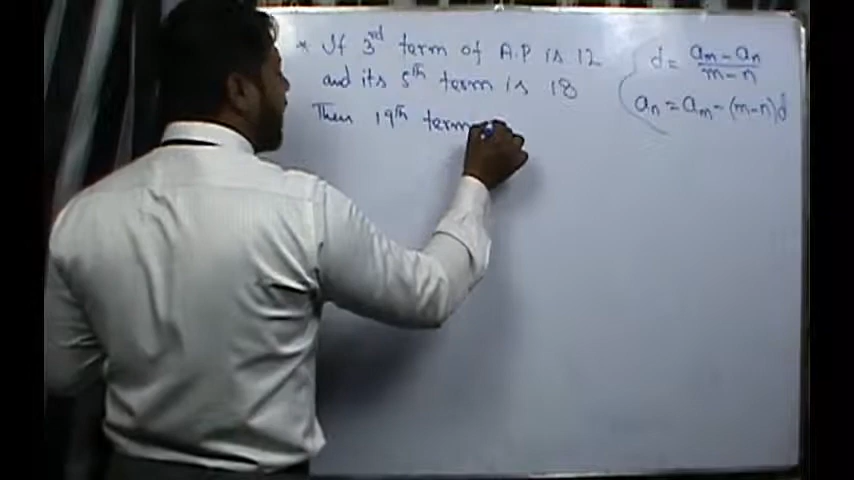 * If 3rd term of A.P is 12
and its 5th term is 18
Then 19th term
d = am - an / m - n
an = am - (m-n)d